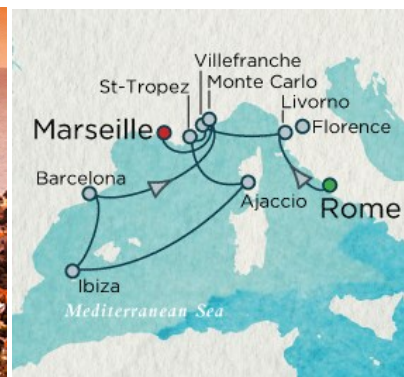 Villefranche
St-Tropez
Monte Carlo
Livorno
Marseille
Florence
Barcelona
Ajaccio
Rome
Ibiza
Mediterranean Sea